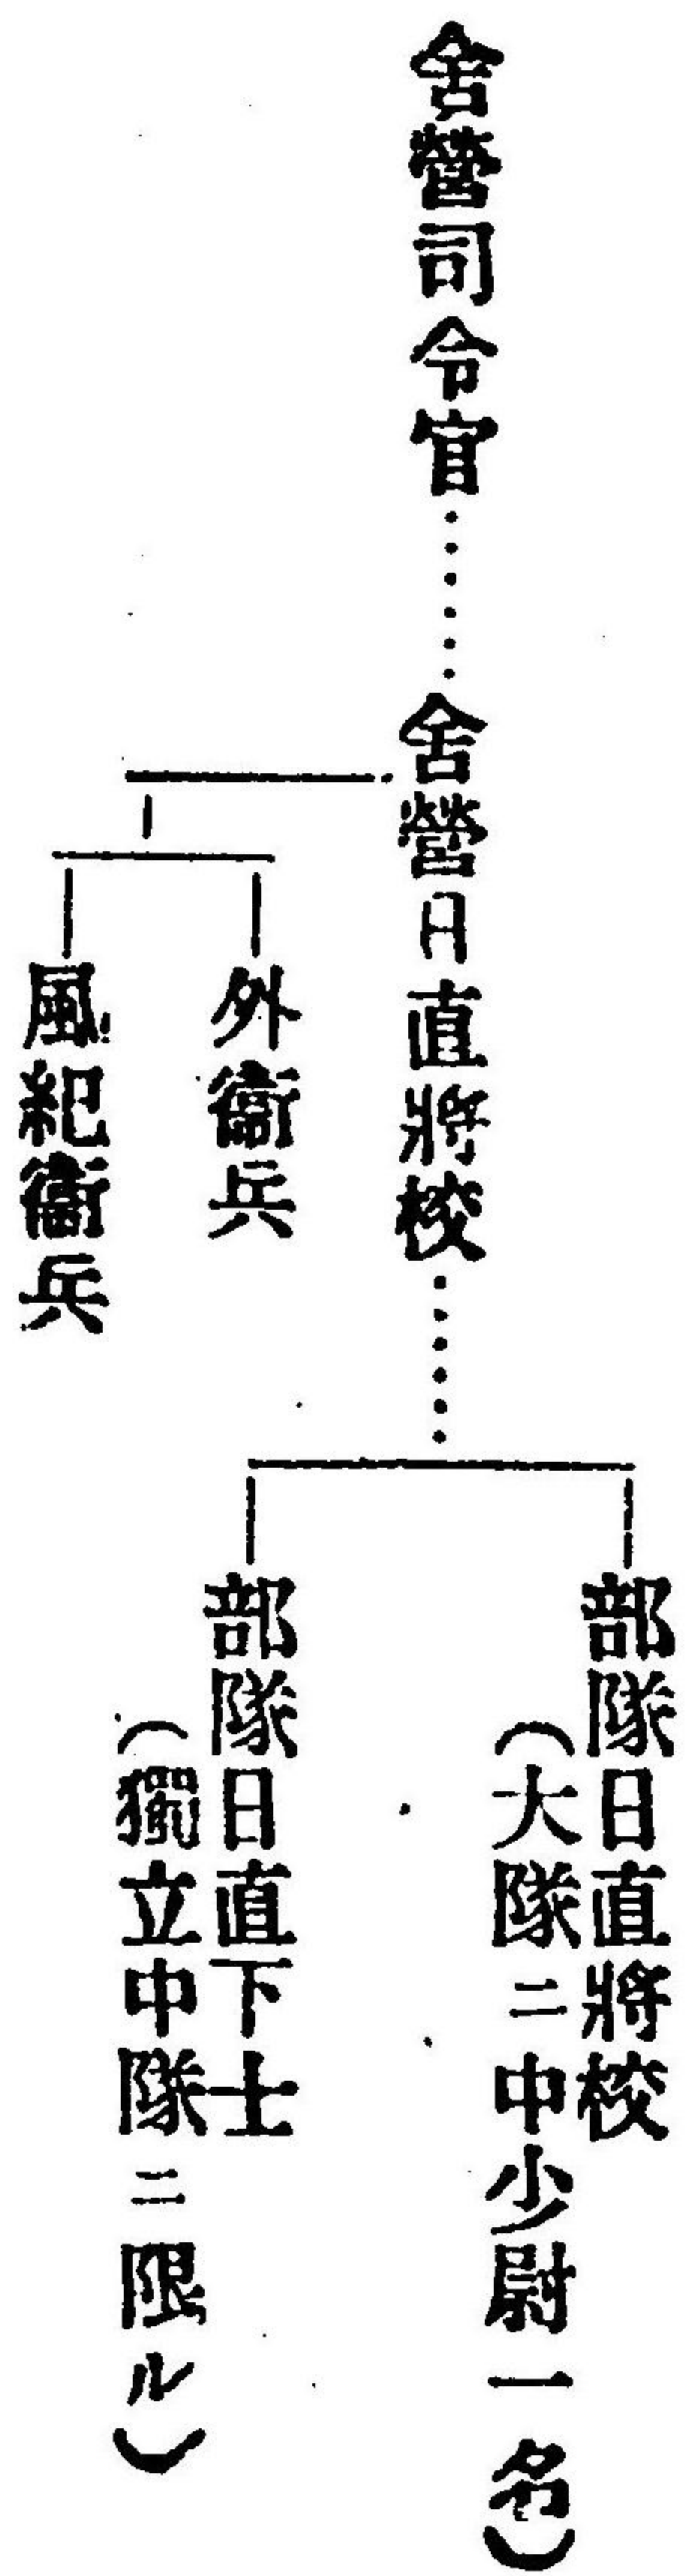 舍營司令官……舍營日直將校……
部隊日直將校
(大隊ニ中少尉一名)
部隊日直下士
(獨立中隊ニ限ル)
外衞兵
風紀衞兵